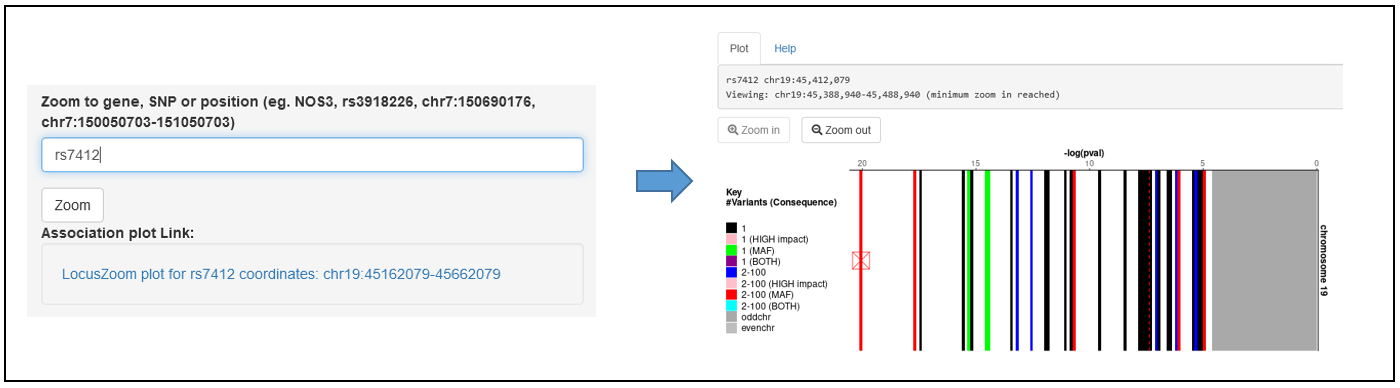 Zoom to gene, SNP or position (eg. NOS3, rs3918226, chr7:150690176,
chr7:150050703-151050703)
rs7412
Zoom
Association plot Link:
LocusZoom plot for rs7412 coordinates: chr19:45162079-45662079
Plot Help
rs7412 chr19:45,412,079
Viewing: chr19:45,388,940-45,488,940 (minimum zoom in reached)
Zoom in Zoom out
-log(pval)
20 15 10 5 0
Key
#Variants (Consequence)
1
1 (HIGH impact)
1 (MAF)
1 (BOTH)
2-100
2-100 (HIGH impact)
2-100 (MAF)
2-100 (BOTH)
oddchr
evenchr
chromosome 19